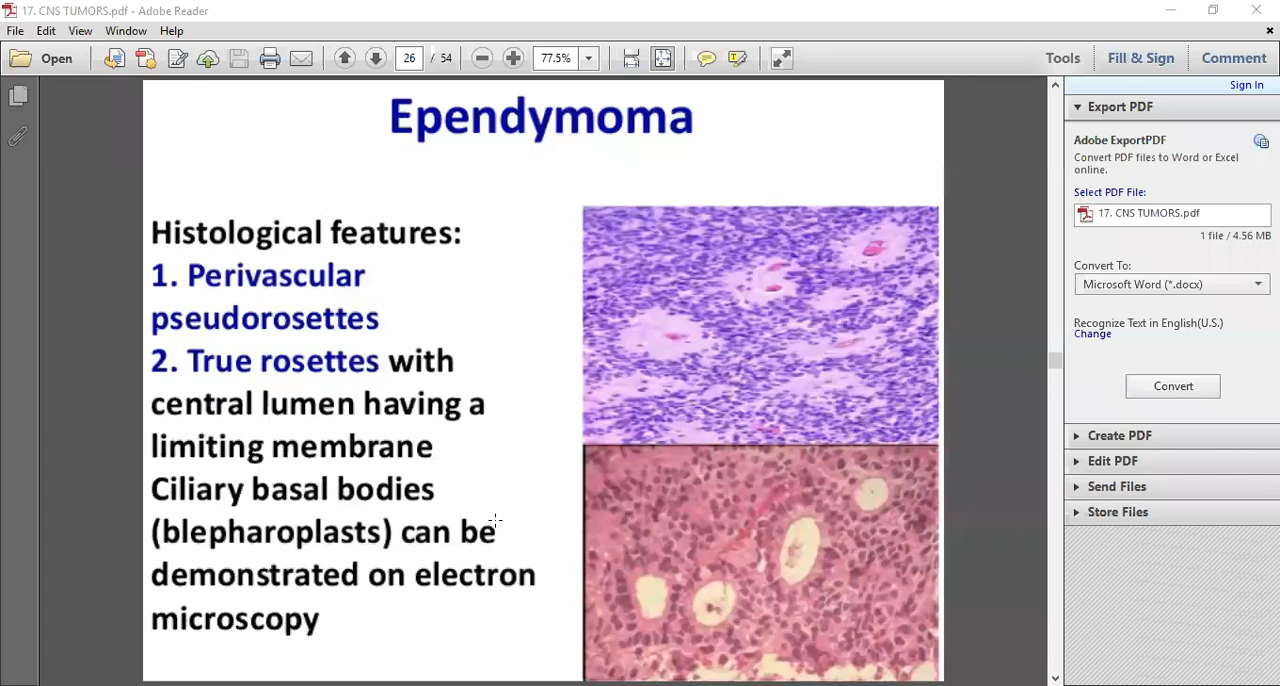 17. CNS TUMORS.pdf - Adobe Reader
File Edit View Window Help
Open 26 / 54 77.5% Tools Fill & Sign Comment
Sign In
Export PDF
Adobe ExportPDF
Convert PDF files to Word or Excel
online.
Select PDF File:
17. CNS TUMORS.pdf
1 file / 4.56 MB
Convert To:
Microsoft Word (*.docx)
Recognize Text in English(U.S.)
Change
Convert
Create PDF
Edit PDF
Send Files
Store Files
Ependymoma
Histological features:
1. Perivascular
pseudorosettes
2. True rosettes with
central lumen having a
limiting membrane
Ciliary basal bodies
(blepharoplasts) can be
demonstrated on electron
microscopy